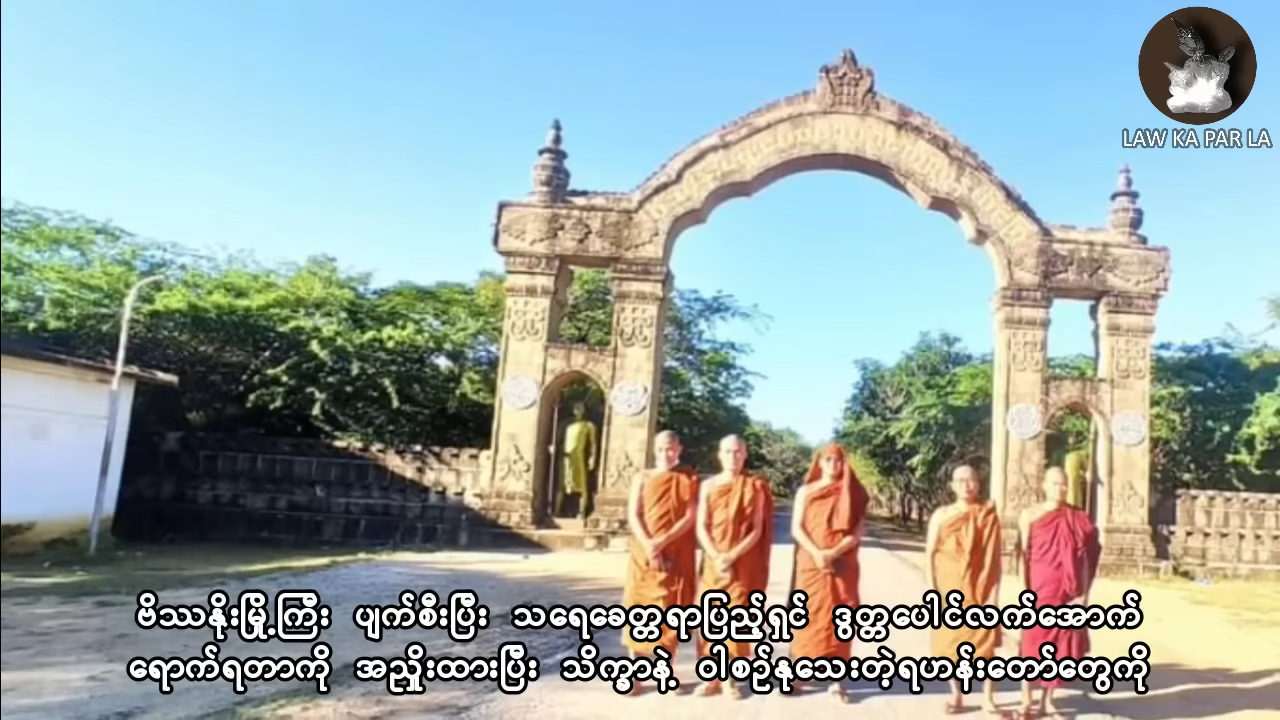 LAW KA PAR LA
ဗိဿနိုးမြို့ကြီး ပျက်စီးပြီး သရေခေတ္တရာပြည့်ရှင် ဒွတ္တပေါင်လက်အောက်
ရောက်ရတာကို အညှိုးထားပြီး သိက္ခာနဲ့ ဝါစဉ်နုသေးတဲ့ရဟန်းတော်တွေကို